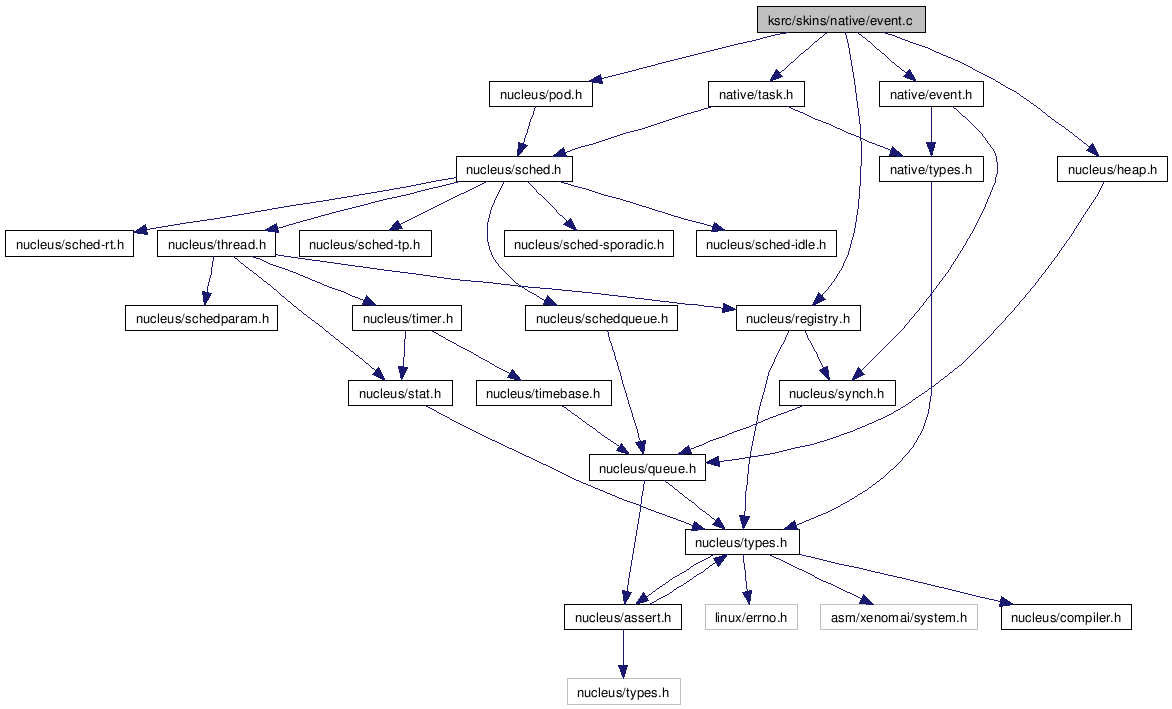 ksrc/skins/native/event.c
nucleus/pod.h
native/task.h
native/event.h
nucleus/sched.h
native/types.h
nucleus/heap.h
nucleus/sched-rt.h
nucleus/thread.h
nucleus/sched-tp.h
nucleus/sched-sporadic.h
nucleus/sched-idle.h
nucleus/schedparam.h
nucleus/timer.h
nucleus/schedqueue.h
nucleus/registry.h
nucleus/stat.h
nucleus/timebase.h
nucleus/synch.h
nucleus/queue.h
nucleus/types.h
nucleus/assert.h
linux/errno.h
asm/xenomai/system.h
nucleus/compiler.h
nucleus/types.h